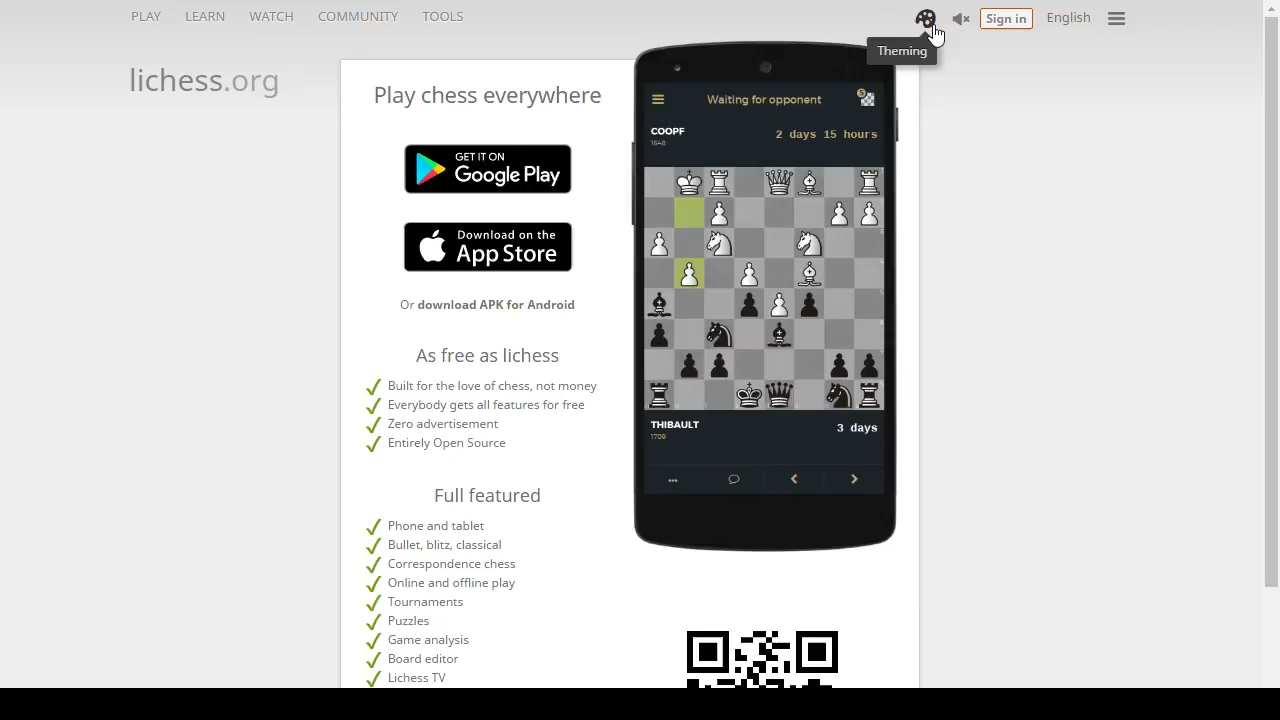 PLAY LEARN WATCH COMMUNITY TOOLS Sign in English
Theming
lichess.org
Play chess everywhere
GET IT ON
Google Play
Download on the
App Store
Or download APK for Android
As free as lichess
Built for the love of chess, not money
Everybody gets all features for free
Zero advertisement
Entirely Open Source
Full featured
Phone and tablet
Bullet, blitz, classical
Correspondence chess
Online and offline play
Tournaments
Puzzles
Game analysis
Board editor
Lichess TV
Waiting for opponent 5
COOPF 2 days 15 hours
1648
THIBAULT 3 days
1709